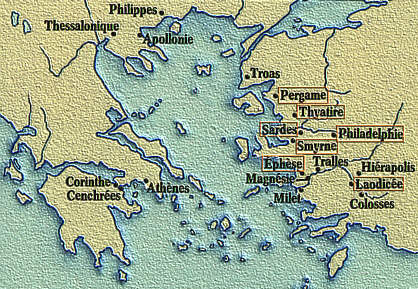 Philippes
Thessalonique
Apollonie
Troas
Pergame
Thyatire
Sardes
Philadelphie
Smyrne
Ephèse
Tralles
Hiérapolis
Magnésie
Laodicée
Corinthe
Athènes
Cenchrées
Milet
Colosses